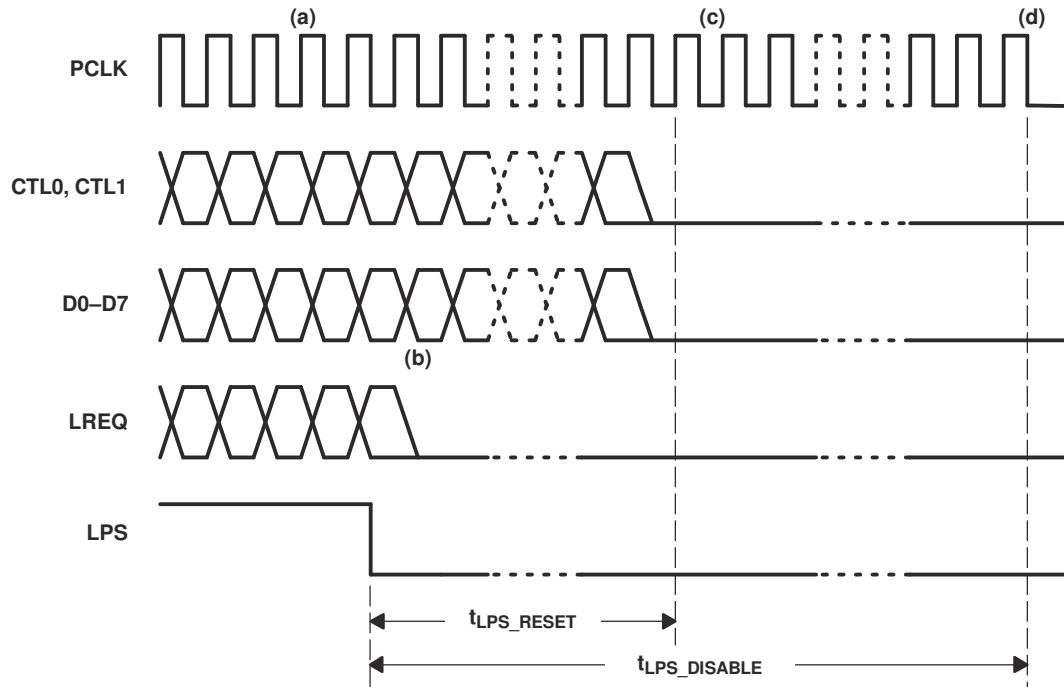 (a) (c) (d)
PCLK
CTL0, CTL1
D0–D7
(b)
LREQ
LPS
tLPS_RESET
tLPS_DISABLE